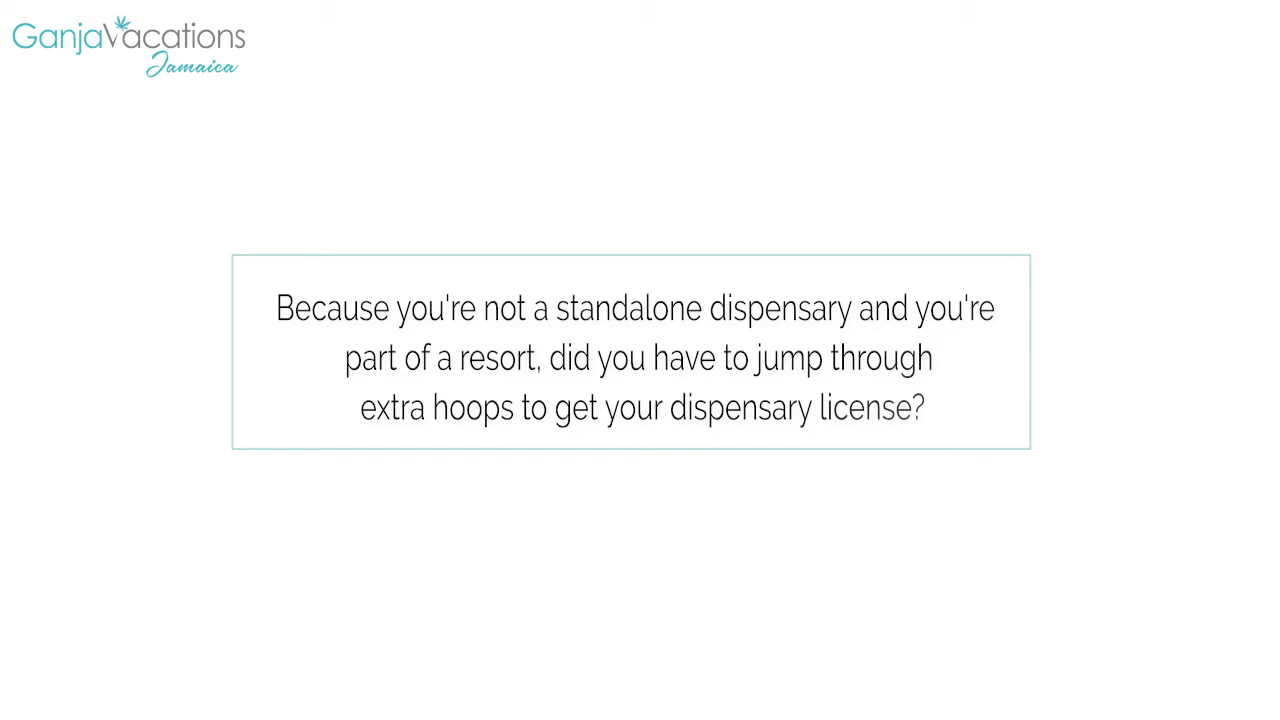 GanjaVacations
Jamaica
Because you're not a standalone dispensary and you're
part of a resort, did you have to jump through
extra hoops to get your dispensary license?